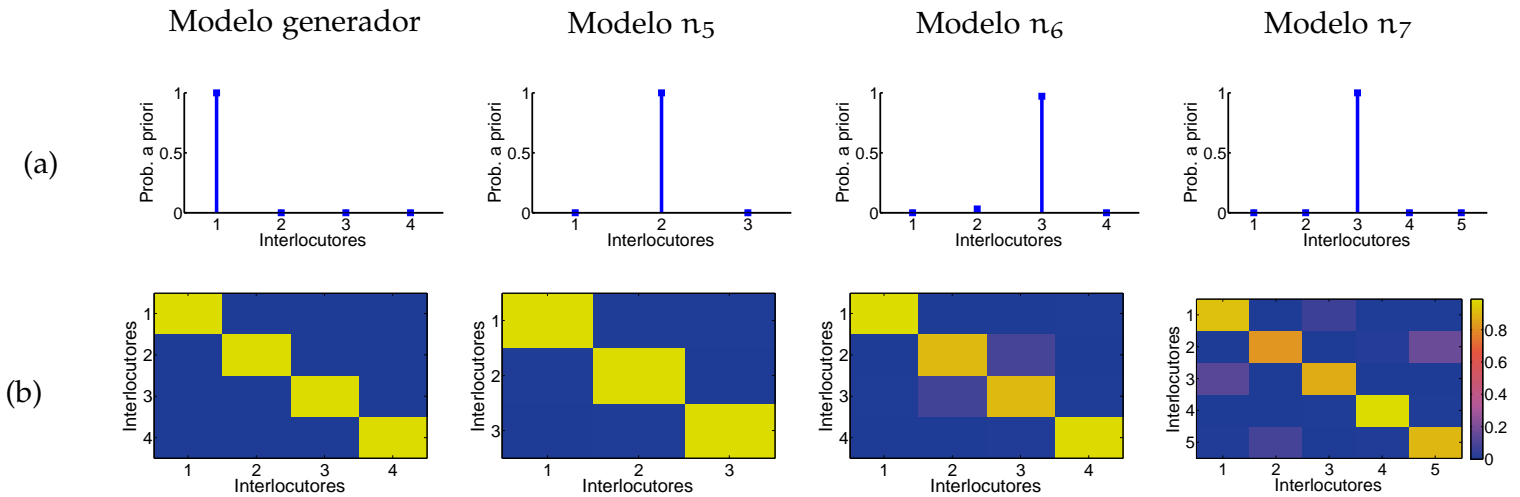 Modelo generador
Modelo n5
Modelo n6
Modelo n7
(a)
Prob. a priori
1
0.5
0
1 2 3 4
Interlocutores
Prob. a priori
1
0.5
0
1 2 3
Interlocutores
Prob. a priori
1
0.5
0
1 2 3 4
Interlocutores
Prob. a priori
1
0.5
0
1 2 3 4 5
Interlocutores
(b)
Interlocutores
1
2
3
4
1 2 3 4
Interlocutores
Interlocutores
1
2
3
1 2 3
Interlocutores
Interlocutores
1
2
3
4
1 2 3 4
Interlocutores
Interlocutores
1
2
3
4
5
1 2 3 4 5
Interlocutores
0.8
0.6
0.4
0.2
0